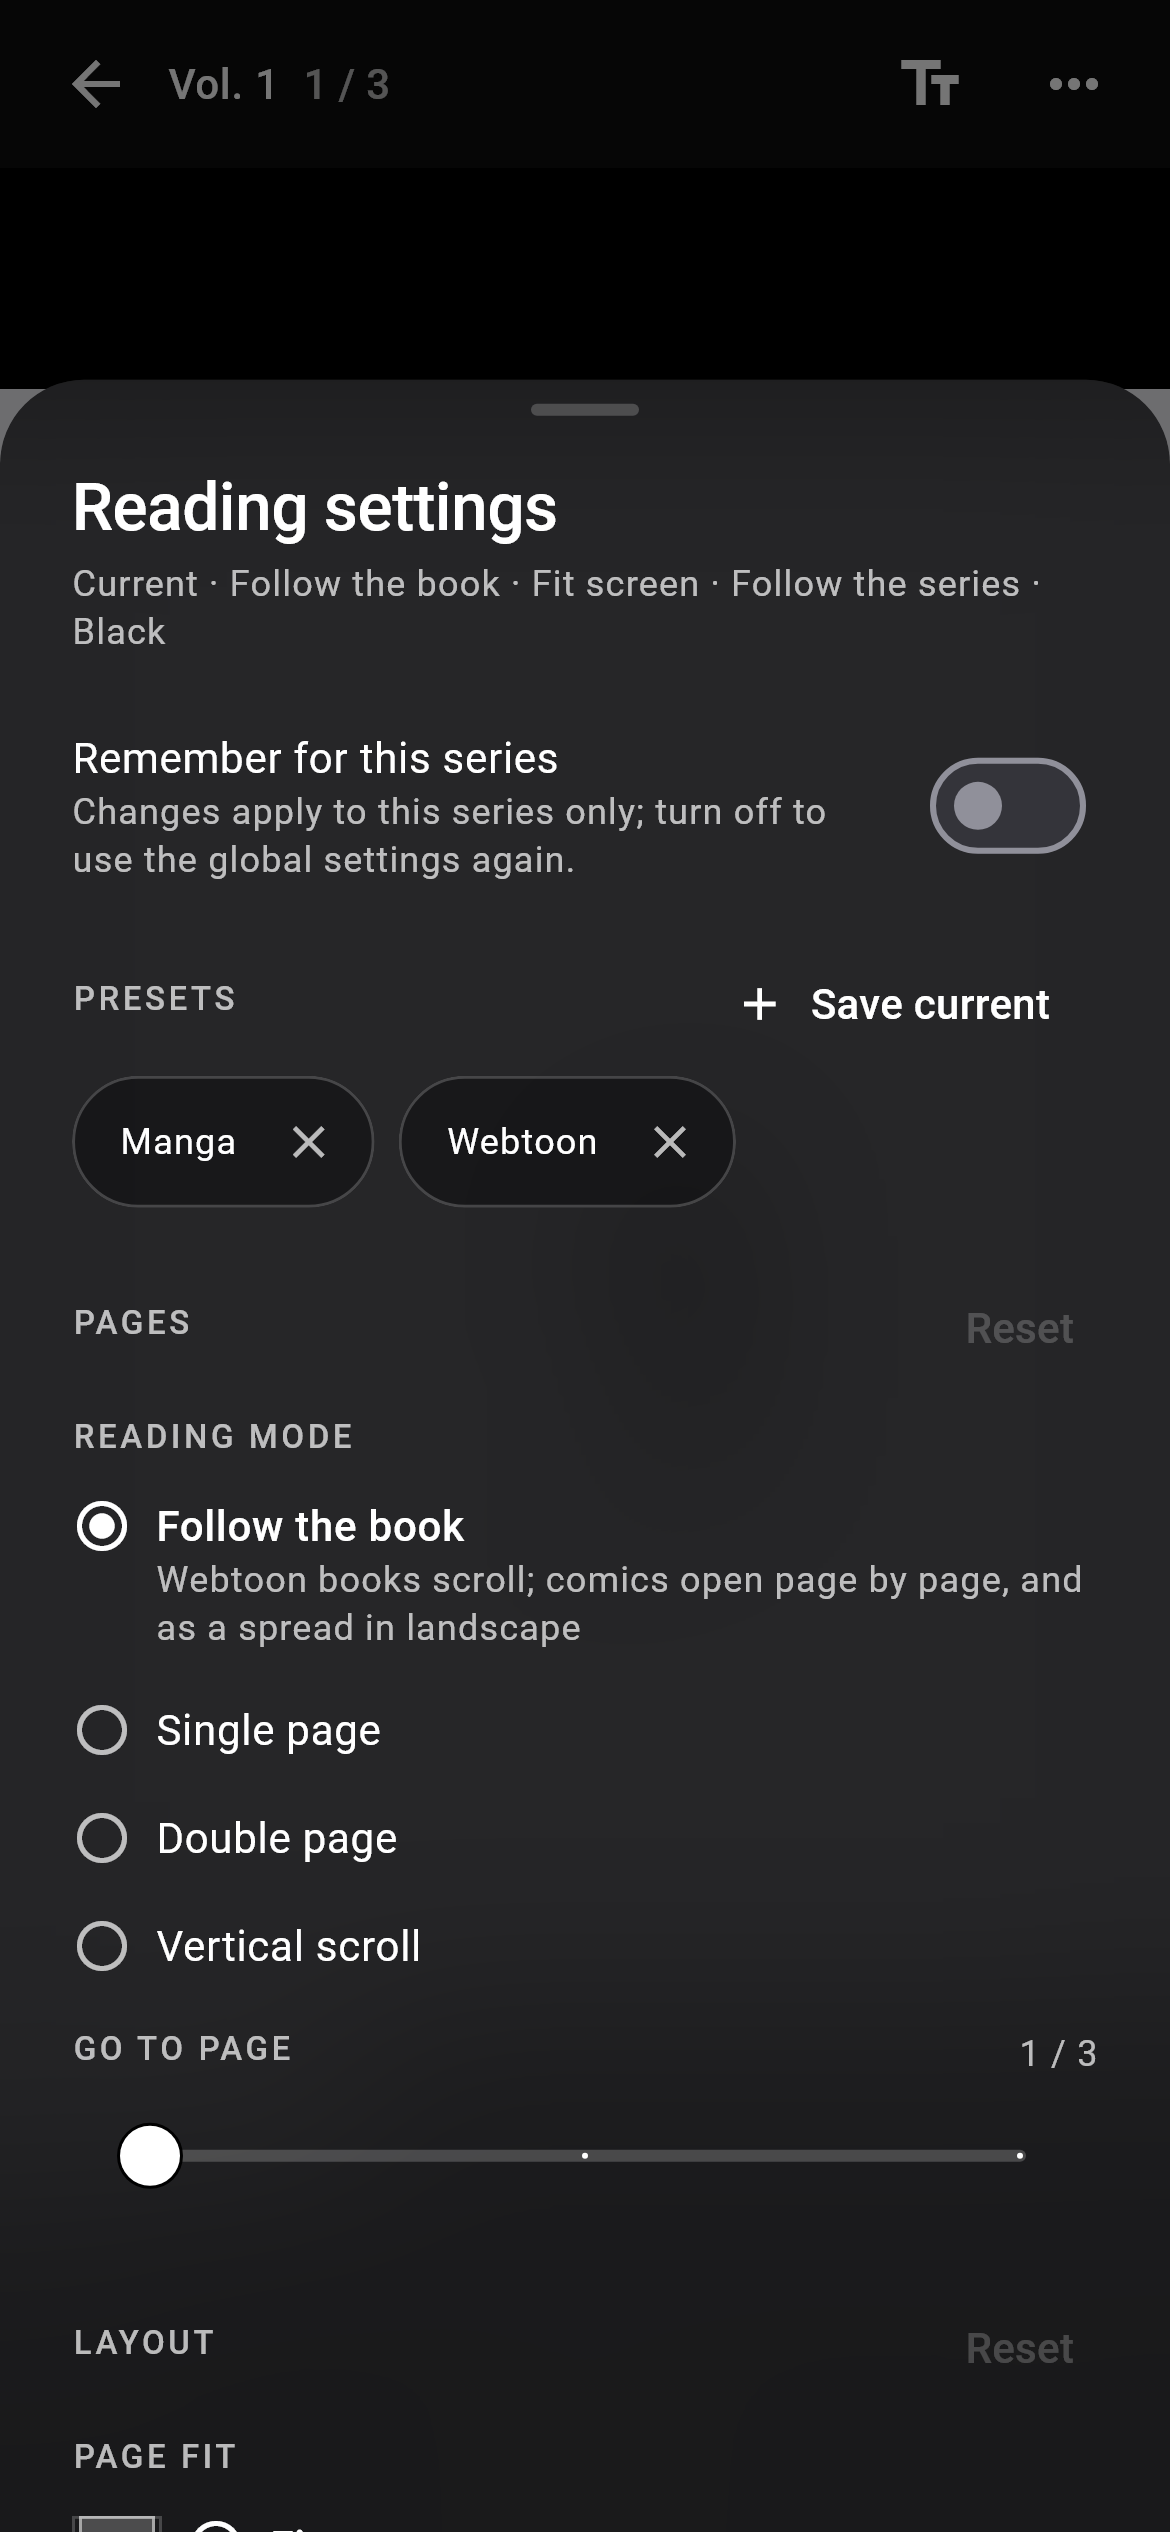 Vol. 1 1 / 3
Reading settings
Current · Follow the book · Fit screen · Follow the series ·
Black
Remember for this series
Changes apply to this series only; turn off to
use the global settings again.
PRESETS
+ Save current
Manga
Webtoon
PAGES
Reset
READING MODE
Follow the book
Webtoon books scroll; comics open page by page, and
as a spread in landscape
Single page
Double page
Vertical scroll
GO TO PAGE
1 / 3
LAYOUT
Reset
PAGE FIT